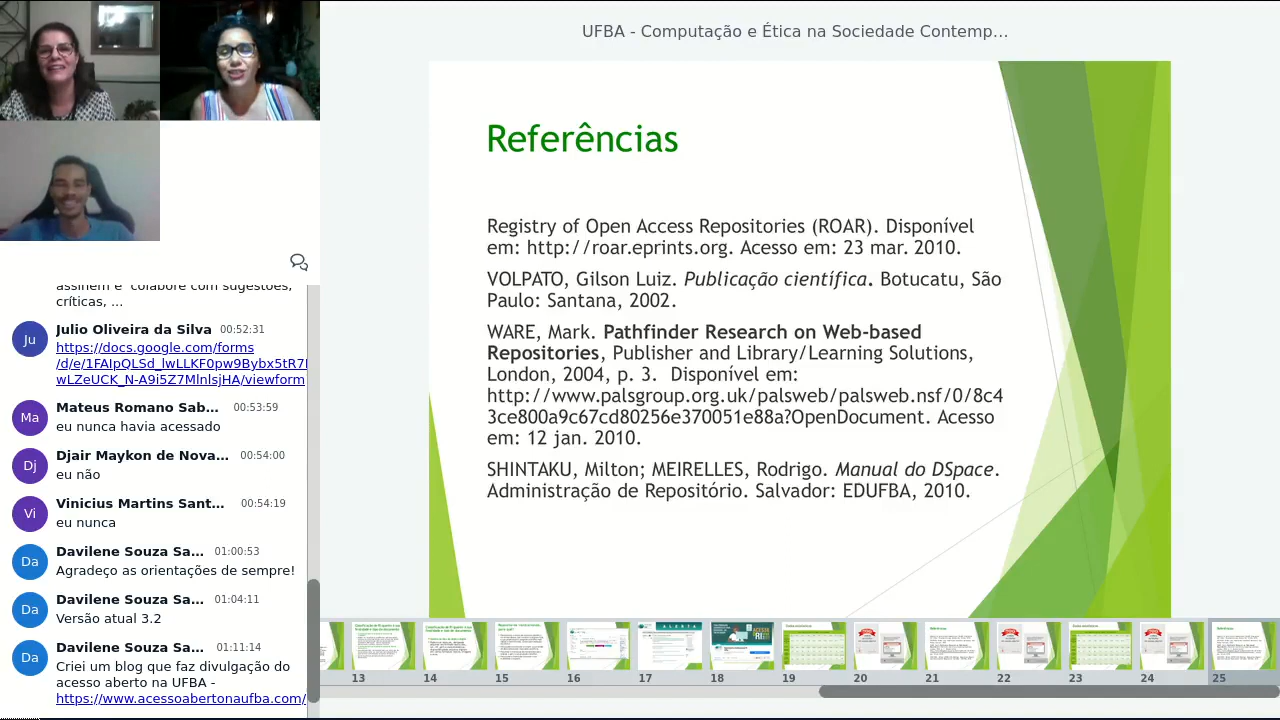 UFBA - Computação e Ética na Sociedade Contemp...
Referências
Registry of Open Access Repositories (ROAR). Disponível
em: http://roar.eprints.org. Acesso em: 23 mar. 2010.
VOLPATO, Gilson Luiz. Publicação científica. Botucatu, São
Paulo: Santana, 2002.
WARE, Mark. Pathfinder Research on Web-based
Repositories, Publisher and Library/Learning Solutions,
London, 2004, p. 3. Disponível em:
http://www.palsgroup.org.uk/palsweb/palsweb.nsf/0/8c4
3ce800a9c67cd80256e370051e88a?OpenDocument. Acesso
em: 12 jan. 2010.
SHINTAKU, Milton; MEIRELLES, Rodrigo. Manual do DSpace.
Administração de Repositório. Salvador: EDUFBA, 2010.
assinem e colabore com sugestões,
críticas, ...
Ju Julio Oliveira da Silva 00:52:31
https://docs.google.com/forms
/d/e/1FAIpQLSd_lwLLKF0pw9Bybx5tR7
wLZeUCK_N-A9i5Z7MlnlsjHA/viewform
Ma Mateus Romano Sab... 00:53:59
eu nunca havia acessado
Dj Djair Maykon de Nova... 00:54:00
eu não
Vi Vinicius Martins Sant... 00:54:19
eu nunca
Da Davilene Souza Sa... 01:00:53
Agradeço as orientações de sempre!
Da Davilene Souza Sa... 01:04:11
Versão atual 3.2
Da Davilene Souza Sa... 01:11:14
Criei um blog que faz divulgação do
acesso aberto na UFBA -
https://www.acessoabertonaufba.com/
13 14 15 16 17 18 19 20 21 22 23 24 25